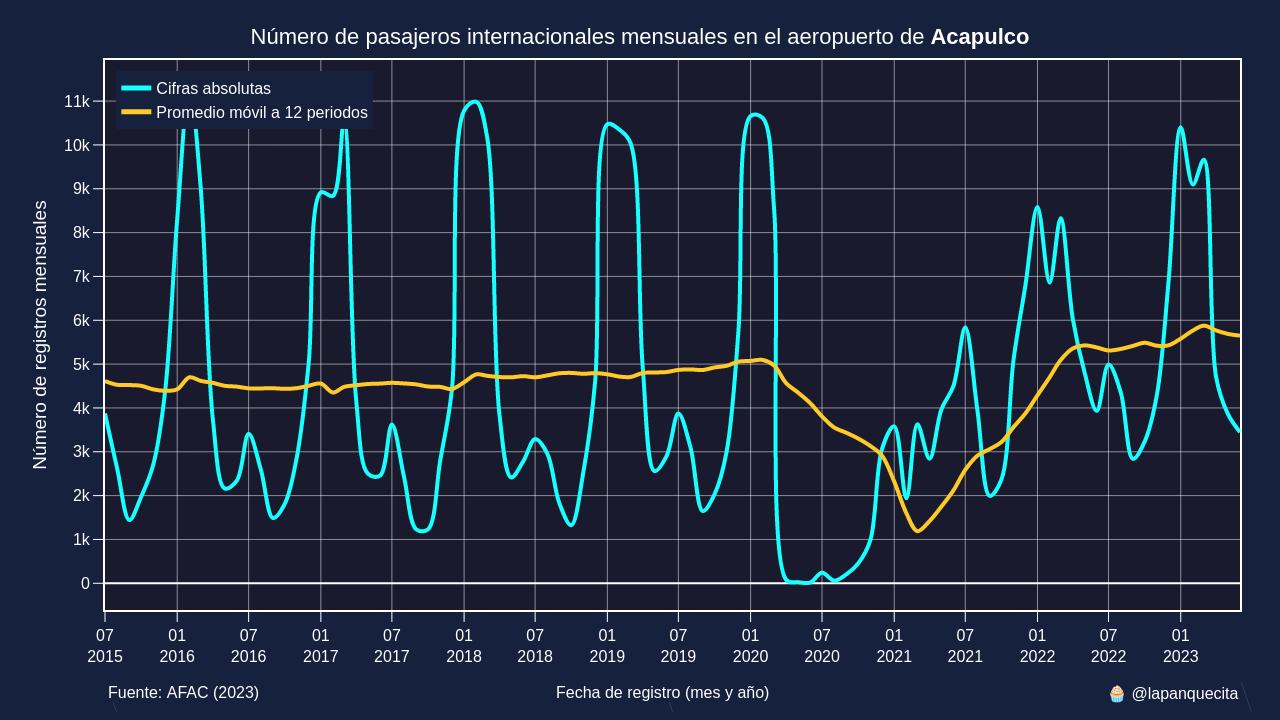 Número de pasajeros internacionales mensuales en el aeropuerto de Acapulco
Cifras absolutas
Promedio móvil a 12 periodos
Número de registros mensuales
11k
10k
9k
8k
7k
6k
5k
4k
3k
2k
1k
0
07 01 07 01 07 01 07 01 07 01 07 01 07 01 07 01
2015 2016 2016 2017 2017 2018 2018 2019 2019 2020 2020 2021 2021 2022 2022 2023
Fuente: AFAC (2023)
Fecha de registro (mes y año)
🧁 @lapanquecita